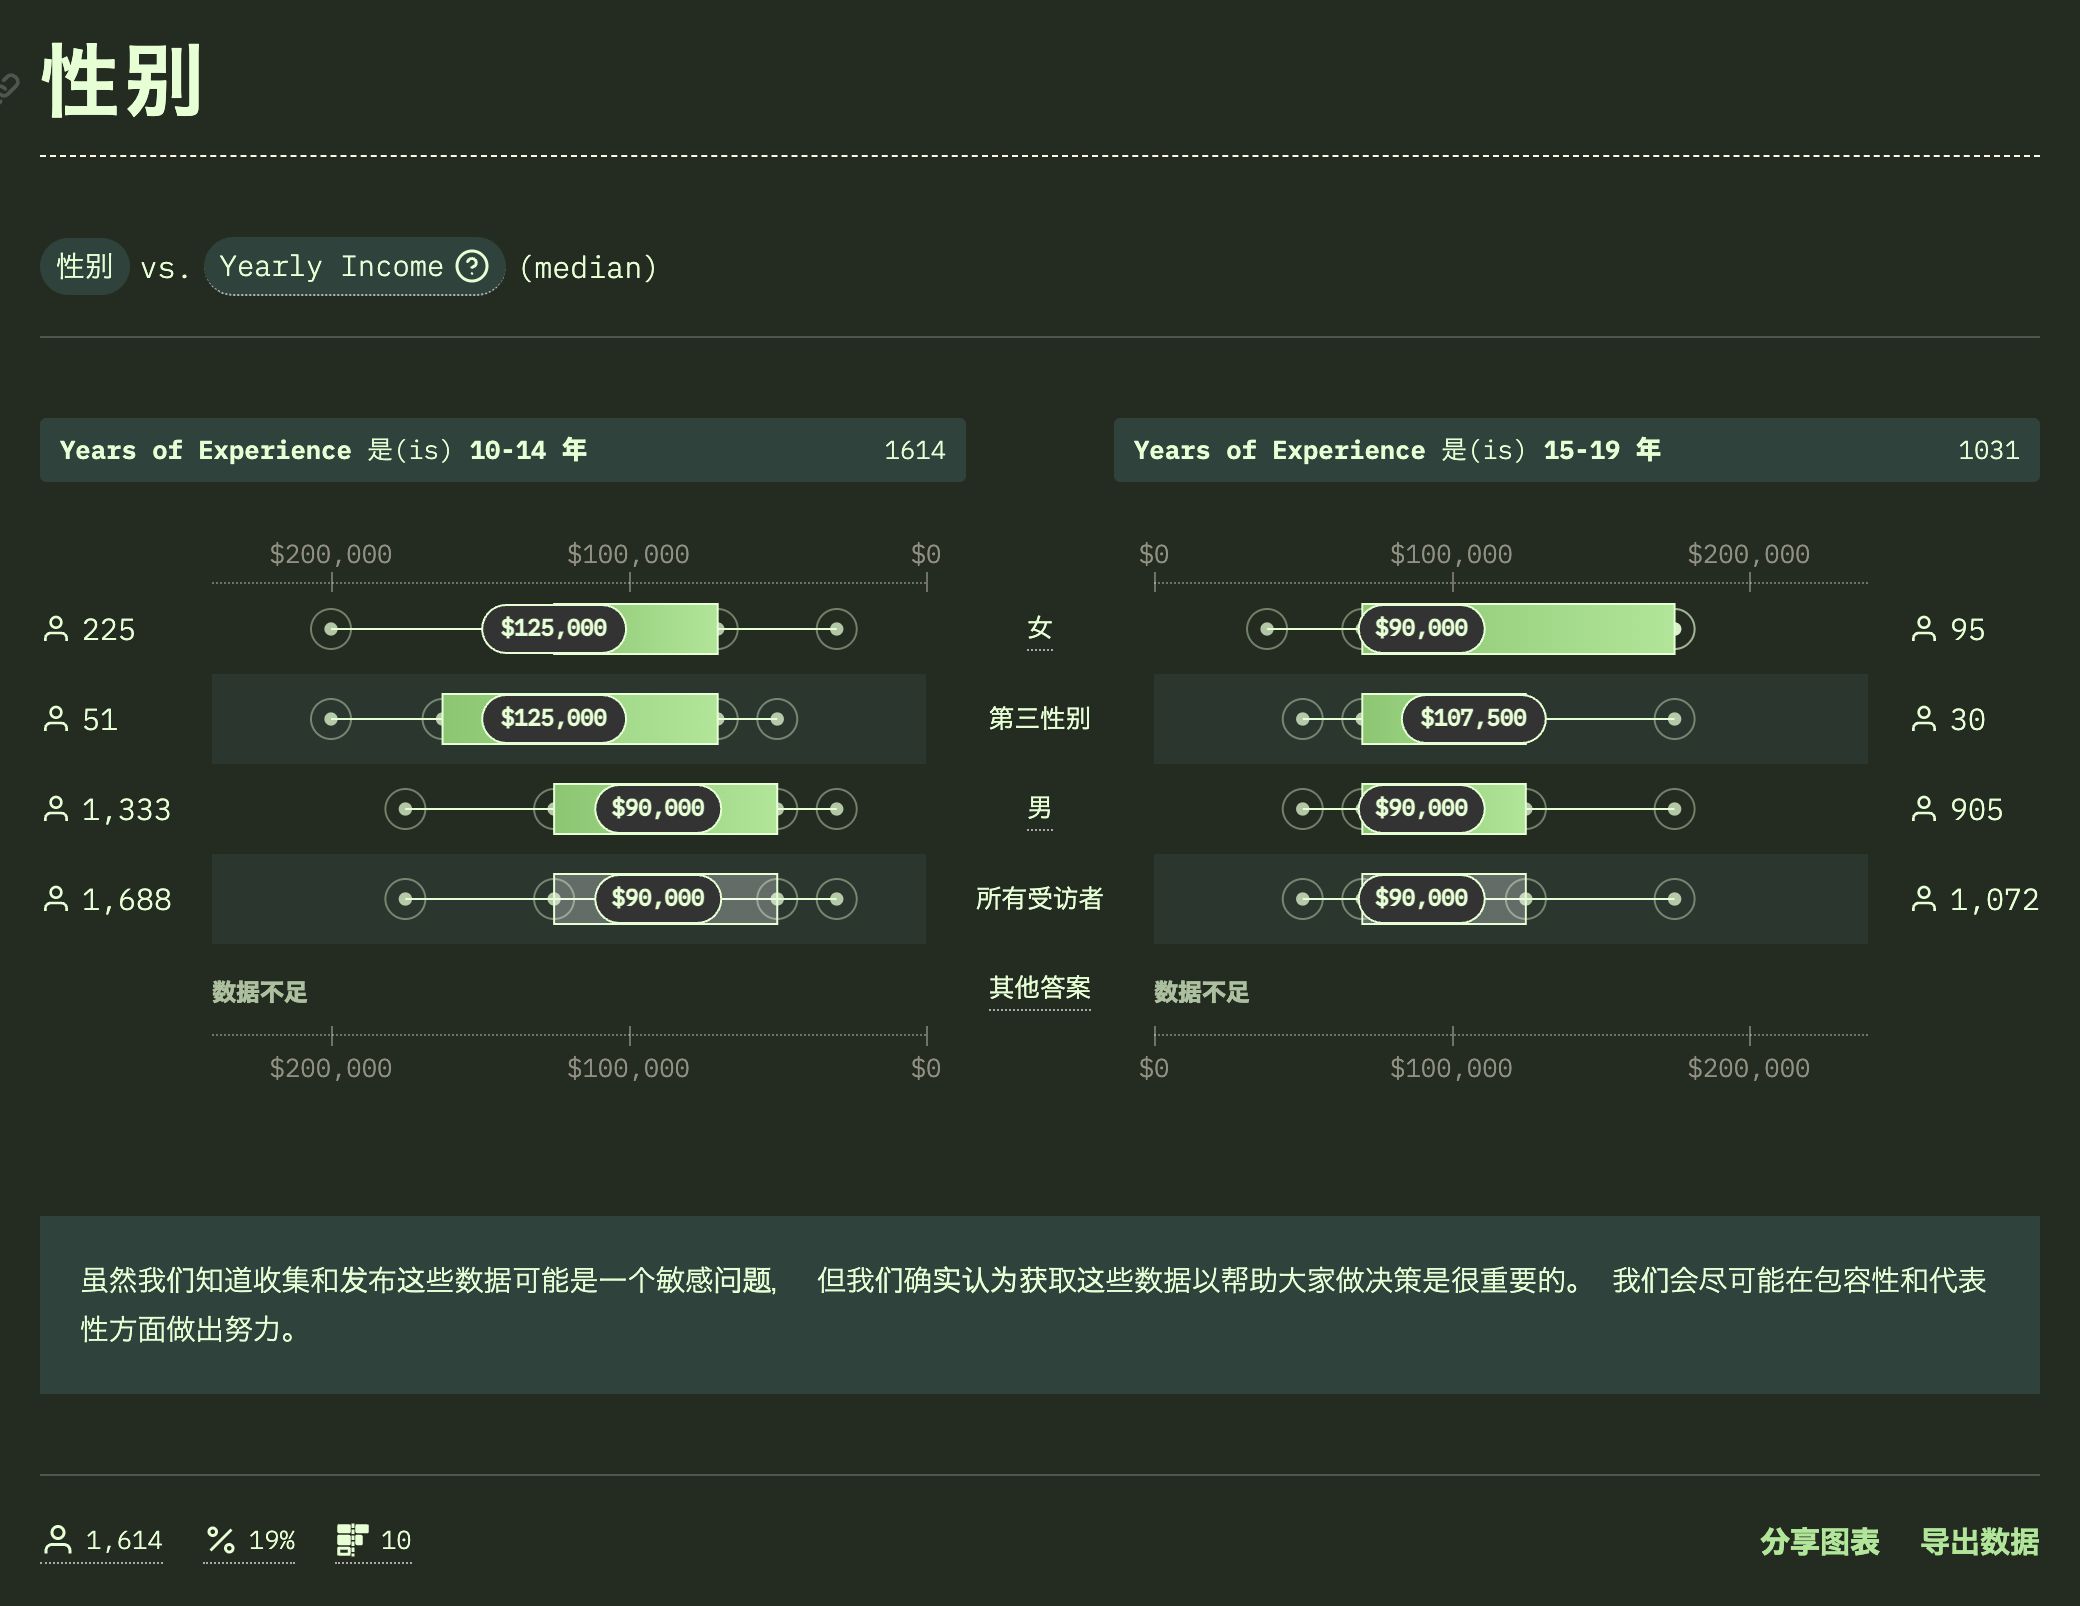 性别
性别 vs. Yearly Income (median)
Years of Experience 是(is) 10-14 年 1614
Years of Experience 是(is) 15-19 年 1031
$200,000 $100,000 $0
$0 $100,000 $200,000
225 $125,000 女 $90,000 95
51 $125,000 第三性别 $107,500 30
1,333 $90,000 男 $90,000 905
1,688 $90,000 所有受访者 $90,000 1,072
数据不足 其他答案 数据不足
$200,000 $100,000 $0
$0 $100,000 $200,000
虽然我们知道收集和发布这些数据可能是一个敏感问题, 但我们确实认为获取这些数据以帮助大家做决策是很重要的。 我们会尽可能在包容性和代表
性方面做出努力。
1,614 19% 10 分享图表 导出数据